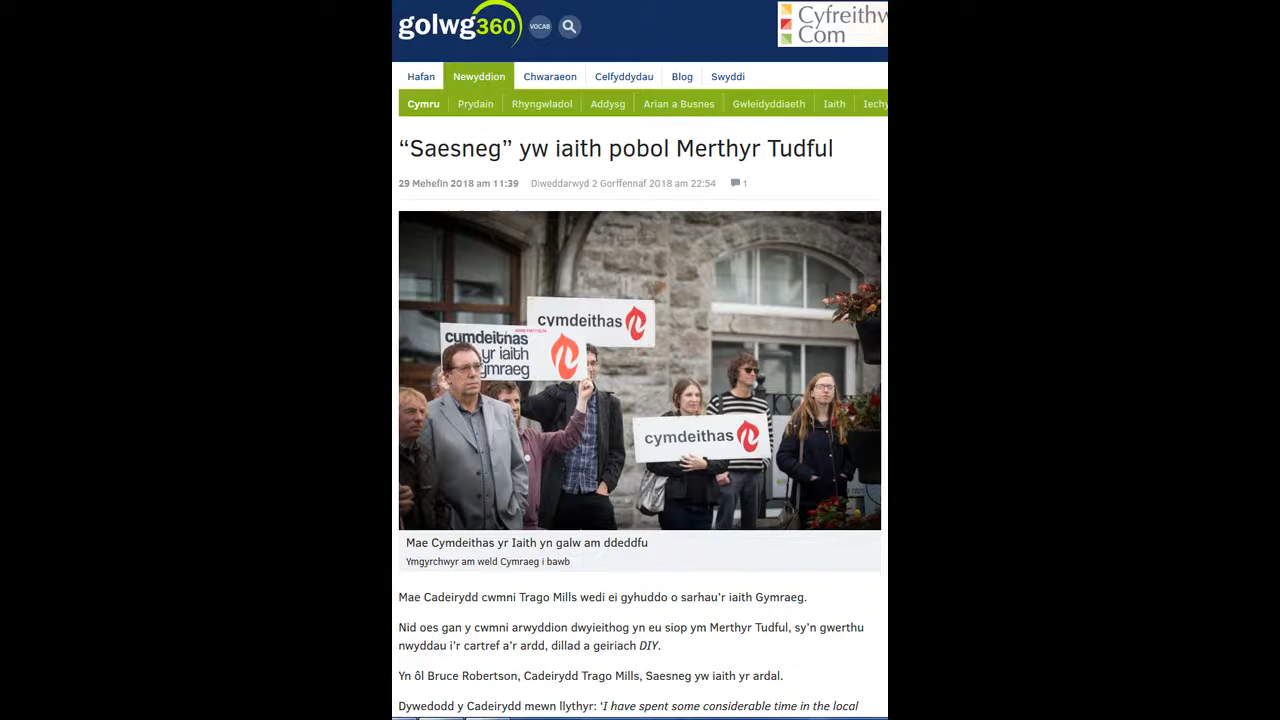 golwg360
VOCAB
Cyfreithw
Com
Hafan Newyddion Chwaraeon Celfyddydau Blog Swyddi
Cymru Prydain Rhyngwladol Addysg Arian a Busnes Gwleidyddiaeth Iaith Iechy
“Saesneg” yw iaith pobol Merthyr Tudful
29 Mehefin 2018 am 11:39 Diweddarwyd 2 Gorffennaf 2018 am 22:54 1
cymdeithas
cymdeithas
yr iaith
gymraeg
cymdeithas
Mae Cymdeithas yr Iaith yn galw am ddeddfu
Ymgyrchwyr am weld Cymraeg i bawb
Mae Cadeirydd cwmni Trago Mills wedi ei gyhuddo o sarhau’r iaith Gymraeg.
Nid oes gan y cwmni arwyddion dwyieithog yn eu siop ym Merthyr Tudful, sy’n gwerthu
nwyddau i’r cartref a’r ardd, dillad a geiriach DIY.
Yn ôl Bruce Robertson, Cadeirydd Trago Mills, Saesneg yw iaith yr ardal.
Dywedodd y Cadeirydd mewn llythyr: ‘I have spent some considerable time in the local